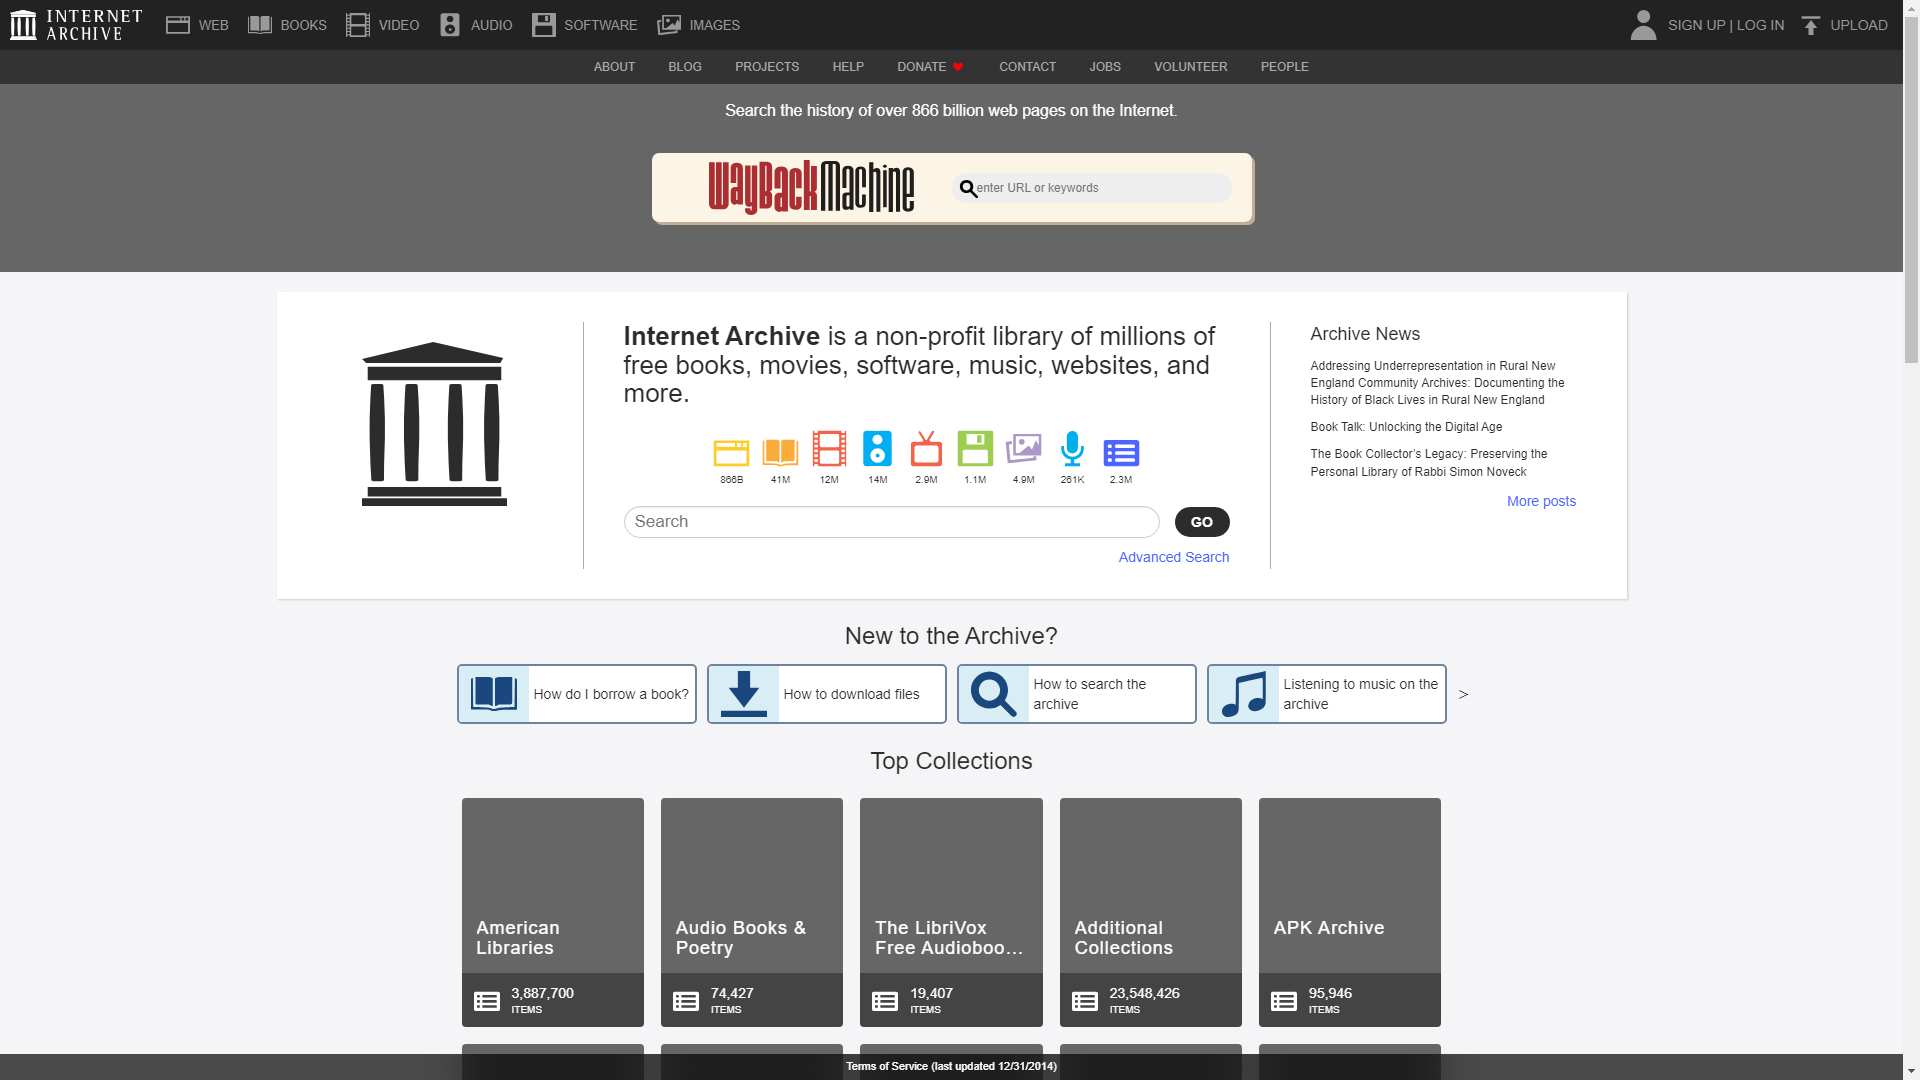 INTERNET
ARCHIVE
WEB
BOOKS
VIDEO
AUDIO
SOFTWARE
IMAGES
SIGN UP | LOG IN
UPLOAD
ABOUT
BLOG
PROJECTS
HELP
DONATE
CONTACT
JOBS
VOLUNTEER
PEOPLE
Search the history of over 866 billion web pages on the Internet.
WayBackMachine
enter URL or keywords
Internet Archive is a non-profit library of millions of
free books, movies, software, music, websites, and
more.
866B
41M
12M
14M
2.9M
1.1M
4.9M
261K
2.3M
Search
GO
Advanced Search
Archive News
Addressing Underrepresentation in Rural New
England Community Archives: Documenting the
History of Black Lives in Rural New England
Book Talk: Unlocking the Digital Age
The Book Collector’s Legacy: Preserving the
Personal Library of Rabbi Simon Noveck
More posts
New to the Archive?
How do I borrow a book?
How to download files
How to search the
archive
Listening to music on the
archive
>
Top Collections
American
Libraries
3,887,700
ITEMS
Audio Books &
Poetry
74,427
ITEMS
The LibriVox
Free Audioboo...
19,407
ITEMS
Additional
Collections
23,548,426
ITEMS
APK Archive
95,946
ITEMS
Terms of Service (last updated 12/31/2014)